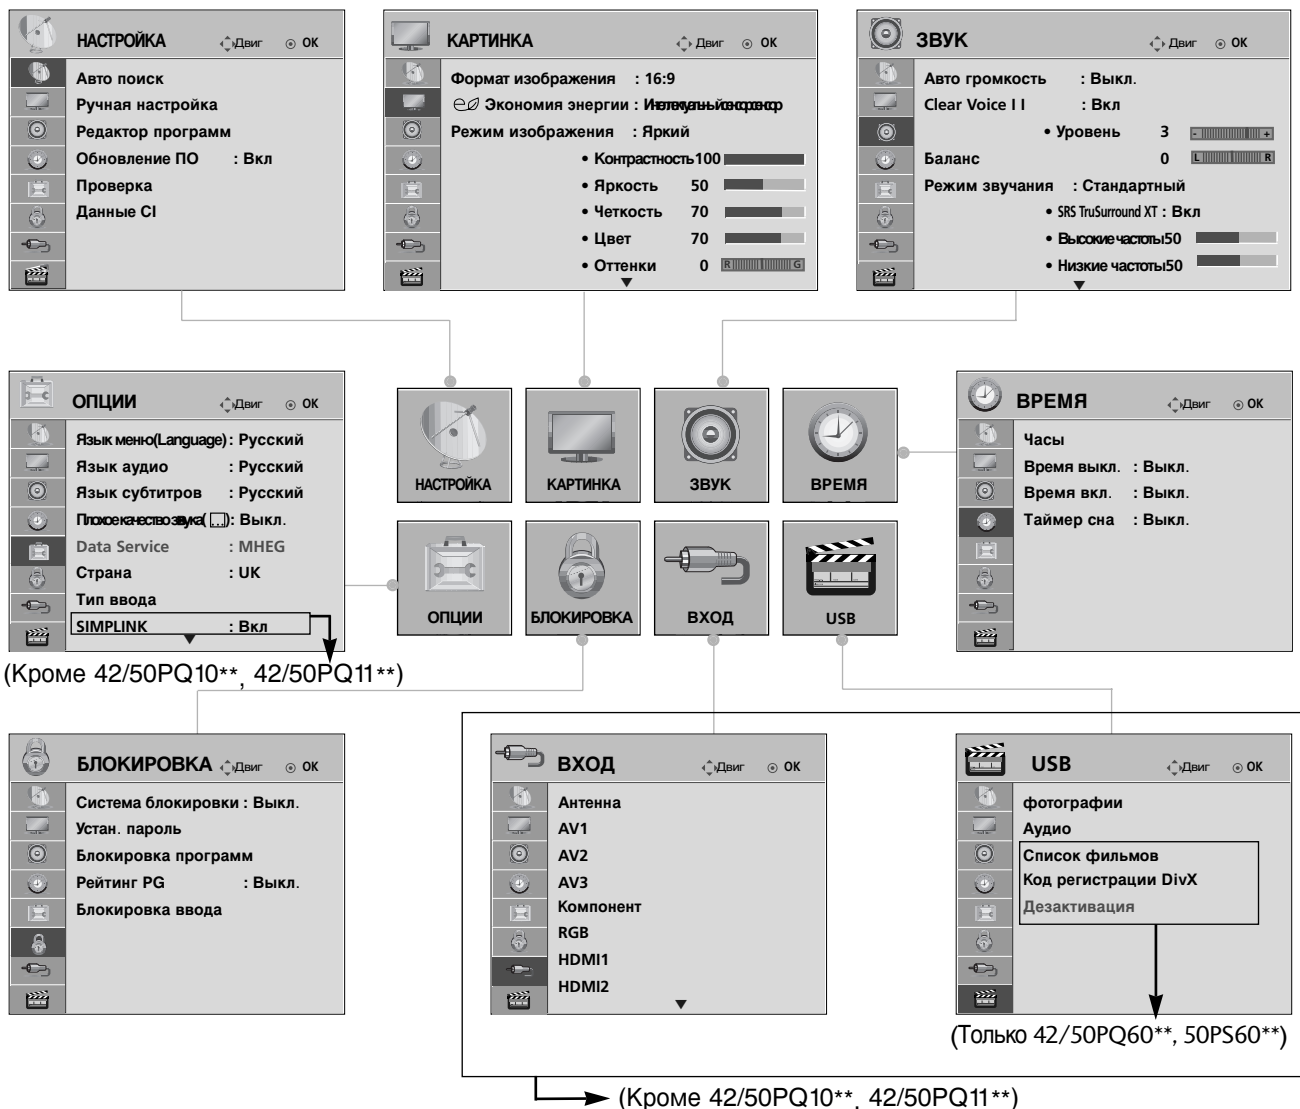 НАСТРОЙКА Двиг OK
Авто поиск
Ручная настройка
Редактор программ
Обновление ПО : Вкл
Проверка
Данные CI
КАРТИНКА Двиг OK
Формат изображения : 16:9
Экономия энергии :
Режим изображения : Яркий
• Контрастность100
• Яркость 50
• Четкость 70
• Цвет 70
• Оттенки 0 R G
ЗВУК Двиг OK
Авто громкость : Выкл.
Clear Voice I I : Вкл
• Уровень 3 - +
Баланс 0 L R
Режим звучания : Стандартный
• SRS TruSurround XT : Вкл
• Высокие частоты50
• Низкие частоты50
ОПЦИИ Двиг OK
Язык меню(Language) : Русский
Язык аудио : Русский
Язык субтитров : Русский
Плохое качество звука( ... ): Выкл.
Data Service : MHEG
Страна : UK
Тип ввода
SIMPLINK : Вкл
(Кроме 42/50PQ10**, 42/50PQ11**)
НАСТРОЙКА
КАРТИНКА
ЗВУК
ВРЕМЯ
ОПЦИИ
БЛОКИРОВКА
ВХОД
USB
ВРЕМЯ Двиг OK
Часы
Время выкл. : Выкл.
Время вкл. : Выкл.
Таймер сна : Выкл.
БЛОКИРОВКА Двиг OK
Система блокировки : Выкл.
Устан. пароль
Блокировка программ
Рейтинг PG : Выкл.
Блокировка ввода
ВХОД Двиг OK
Антенна
AV1
AV2
AV3
Компонент
RGB
HDMI1
HDMI2
USB Двиг OK
фотографии
Аудио
Список фильмов
Код регистрации DivX
Дезактивация
(Только 42/50PQ60**, 50PS60**)
(Кроме 42/50PQ10**, 42/50PQ11**)